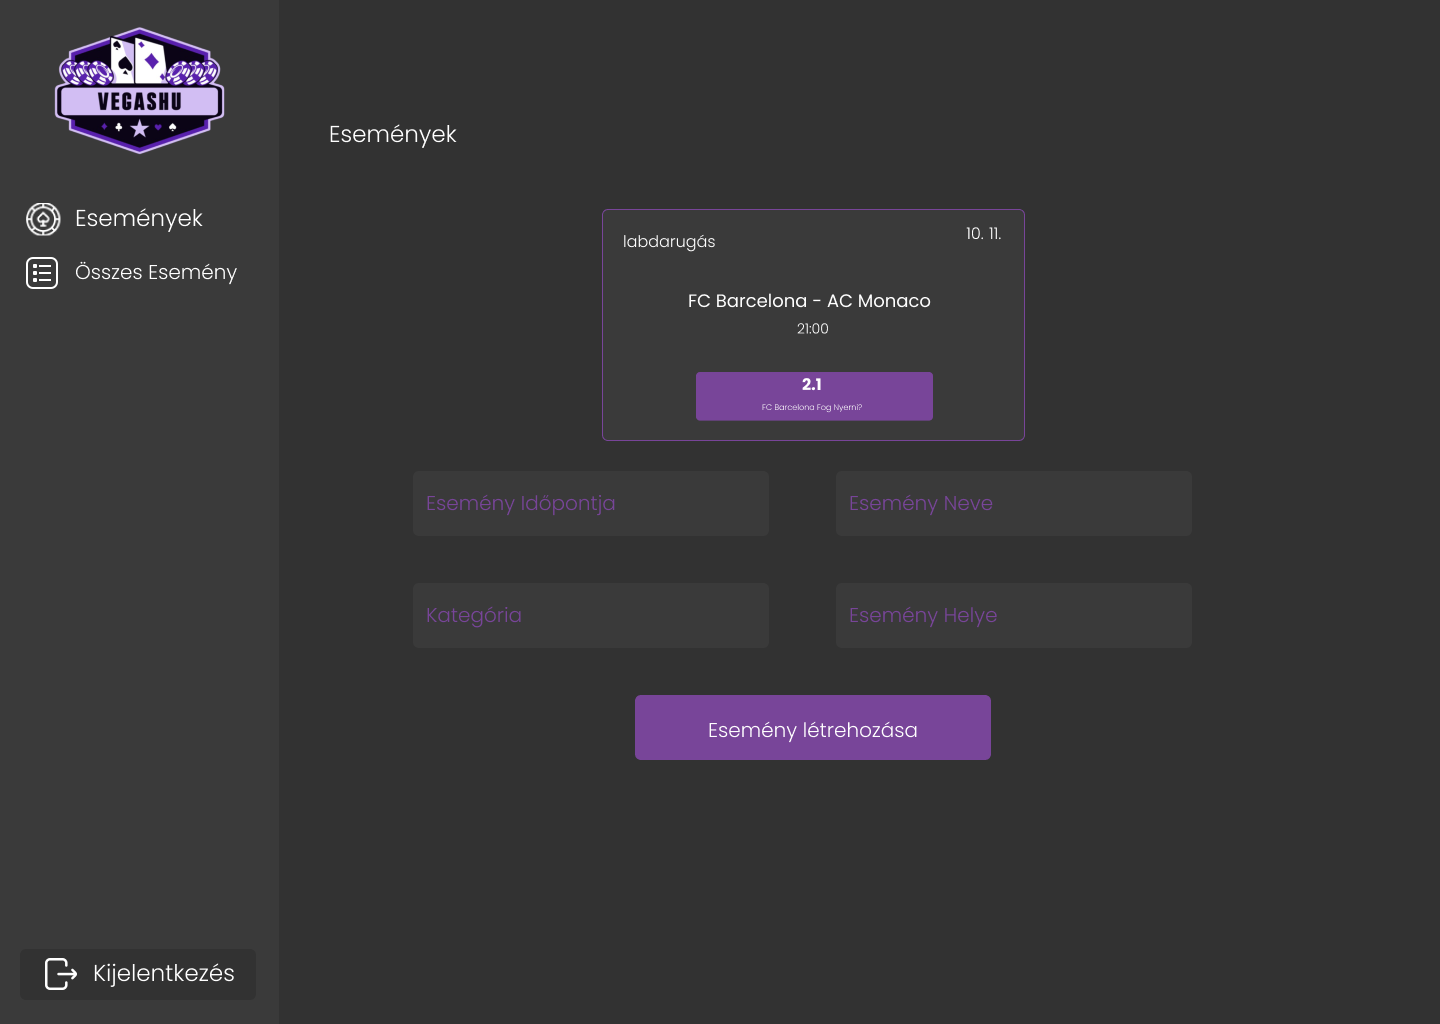 VEGASHU
Események
Összes Esemény
Kijelentkezés
Események
labdarugás
10. 11.
FC Barcelona - AC Monaco
21:00
2.1
FC Barcelona Fog Nyerni?
Esemény Időpontja
Esemény Neve
Kategória
Esemény Helye
Esemény létrehozása